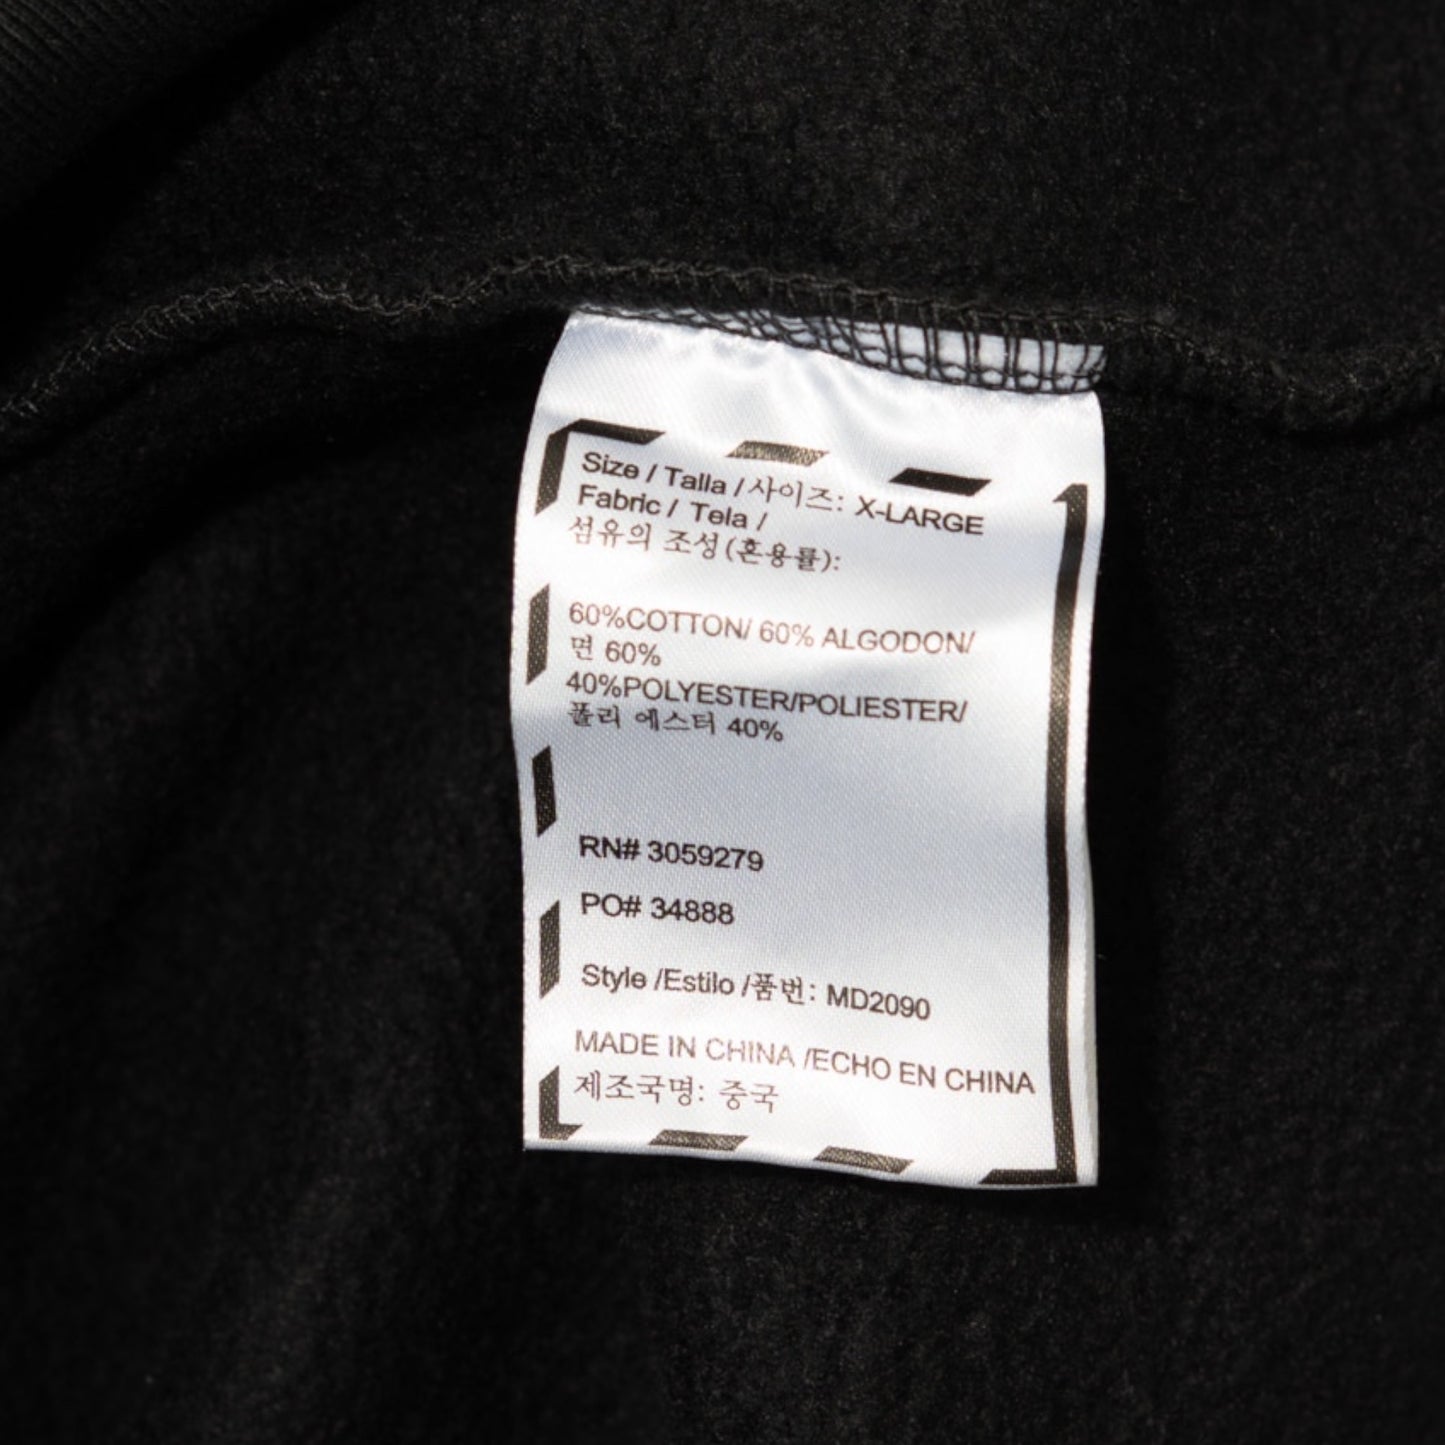 Size / Talla /사이즈: X-LARGE
Fabric / Tela /
섬유의 조성(혼용률):
60%COTTON/ 60% ALGODON/
면 60%
40%POLYESTER/POLIESTER/
폴리 에스터 40%
RN# 3059279
PO# 34888
Style /Estilo /품번: MD2090
MADE IN CHINA /ECHO EN CHINA
제조국명: 중국